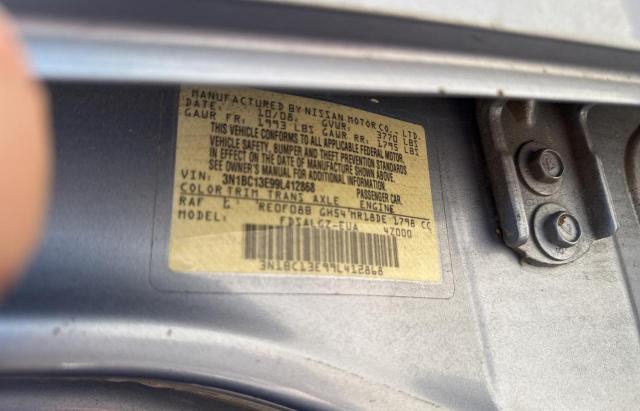 MANUFACTURED BY NISSAN MOTOR CO., LTD.
DATE: 10/08 GVWR: 3770 LBS
GAWR FR: 1993 LBS GAWR RR: 1795 LBS
THIS VEHICLE CONFORMS TO ALL APPLICABLE FEDERAL MOTOR
VEHICLE SAFETY, BUMPER AND THEFT PREVENTION STANDARDS
IN EFFECT ON THE DATE OF MANUFACTURE SHOWN ABOVE.
SEE OWNER'S MANUAL FOR ADDITIONAL INFORMATION.
VIN: 3N1BC13E99L412868 PASSENGER CAR
COLOR TRIM TRANS AXLE ENGINE
RAF G RE0F08B GH54 MR18DE 1798 CC
MODEL: FDSALGZ-EUA 4Z000
3N1BC13E99L412868